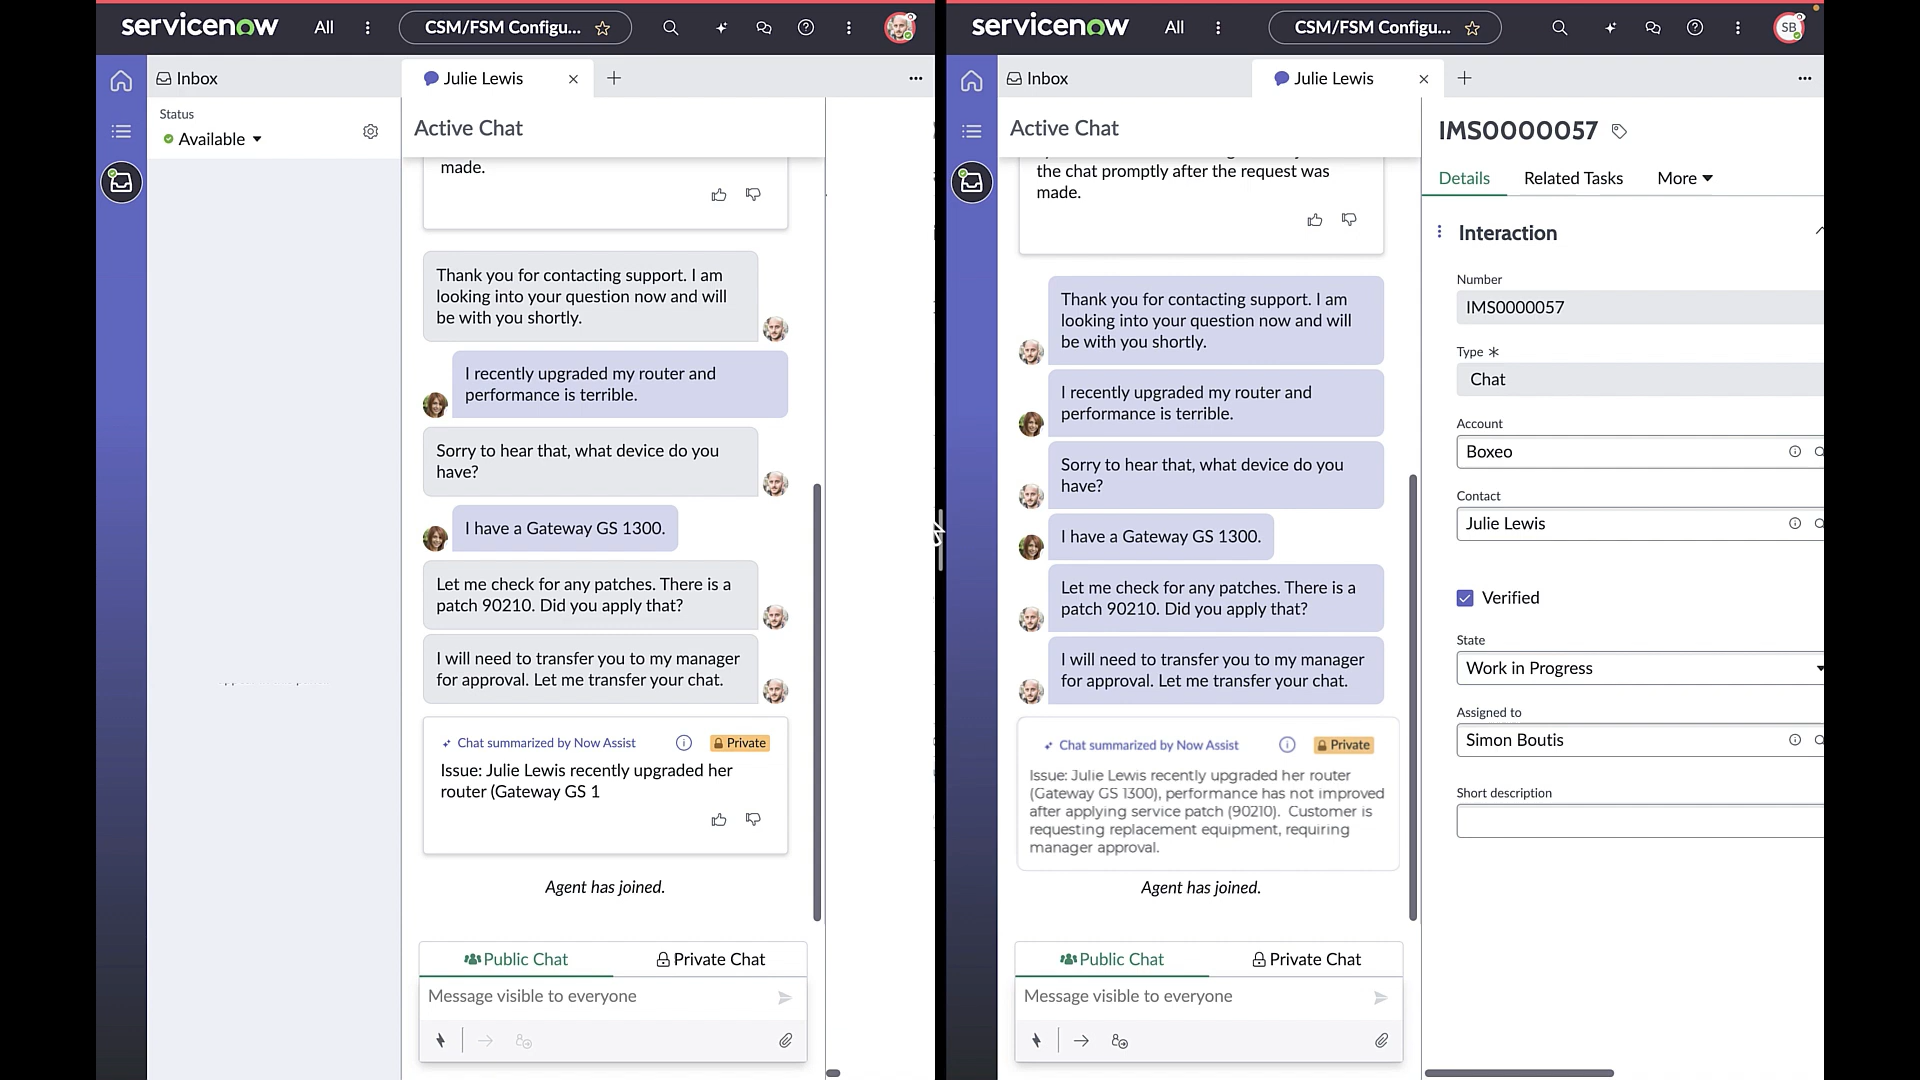 servicenow
All
CSM/FSM Configu...
Inbox
Julie Lewis
Status
Available
Active Chat
made.
Thank you for contacting support. I am
looking into your question now and will
be with you shortly.
I recently upgraded my router and
performance is terrible.
Sorry to hear that, what device do you
have?
I have a Gateway GS 1300.
Let me check for any patches. There is a
patch 90210. Did you apply that?
I will need to transfer you to my manager
for approval. Let me transfer your chat.
Chat summarized by Now Assist
Private
Issue: Julie Lewis recently upgraded her
router (Gateway GS 1
Agent has joined.
Public Chat
Private Chat
Message visible to everyone
servicenow
All
CSM/FSM Configu...
SB
Inbox
Julie Lewis
Active Chat
the chat promptly after the request was
made.
Thank you for contacting support. I am
looking into your question now and will
be with you shortly.
I recently upgraded my router and
performance is terrible.
Sorry to hear that, what device do you
have?
I have a Gateway GS 1300.
Let me check for any patches. There is a
patch 90210. Did you apply that?
I will need to transfer you to my manager
for approval. Let me transfer your chat.
Chat summarized by Now Assist
Private
Issue: Julie Lewis recently upgraded her router
(Gateway GS 1300), performance has not improved
after applying service patch (90210). Customer is
requesting replacement equipment, requiring
manager approval.
Agent has joined.
Public Chat
Private Chat
Message visible to everyone
IMS0000057
Details
Related Tasks
More
Interaction
Number
IMS0000057
Type *
Chat
Account
Boxeo
Contact
Julie Lewis
Verified
State
Work in Progress
Assigned to
Simon Boutis
Short description